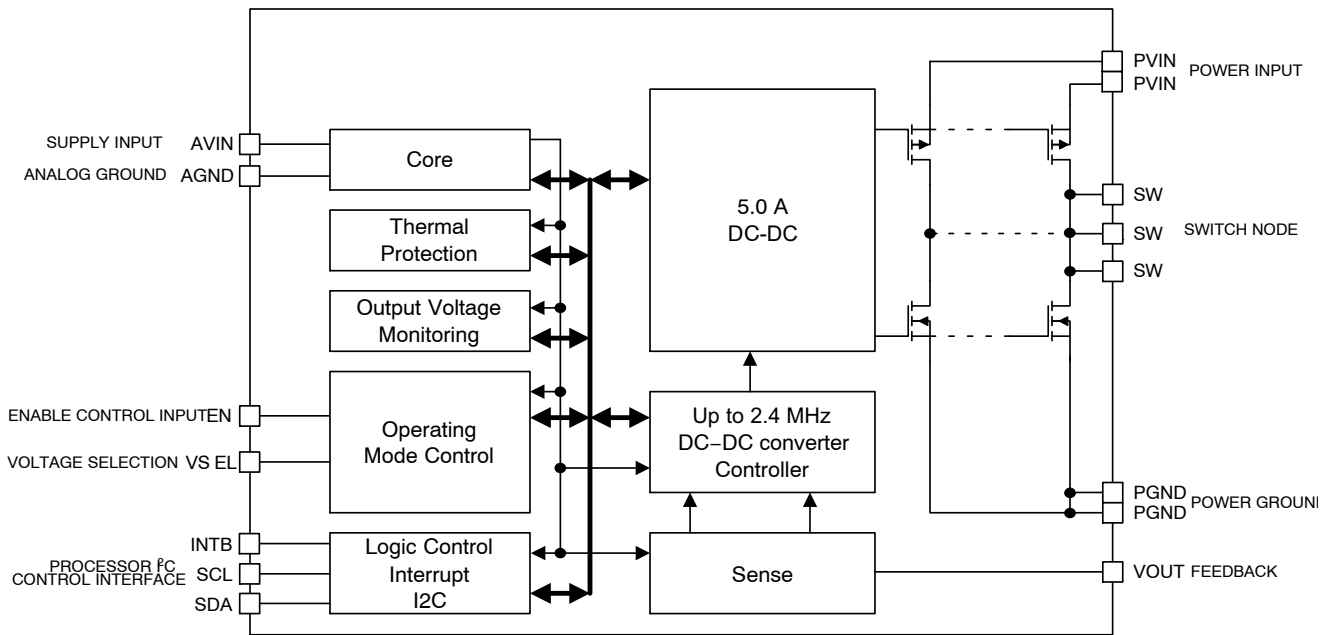 PVIN
POWER INPUT
PVIN
SUPPLY INPUT AVIN
ANALOG GROUND AGND
Core
Thermal
Protection
Output Voltage
Monitoring
ENABLE CONTROL INPUTEN
VOLTAGE SELECTION VS EL
Operating
Mode Control
PROCESSOR I²C
CONTROL INTERFACE
INTB
SCL
SDA
Logic Control
Interrupt
I2C
5.0 A
DC-DC
Up to 2.4 MHz
DC−DC converter
Controller
Sense
SW
SW SWITCH NODE
SW
PGND
POWER GROUND
PGND
VOUT FEEDBACK